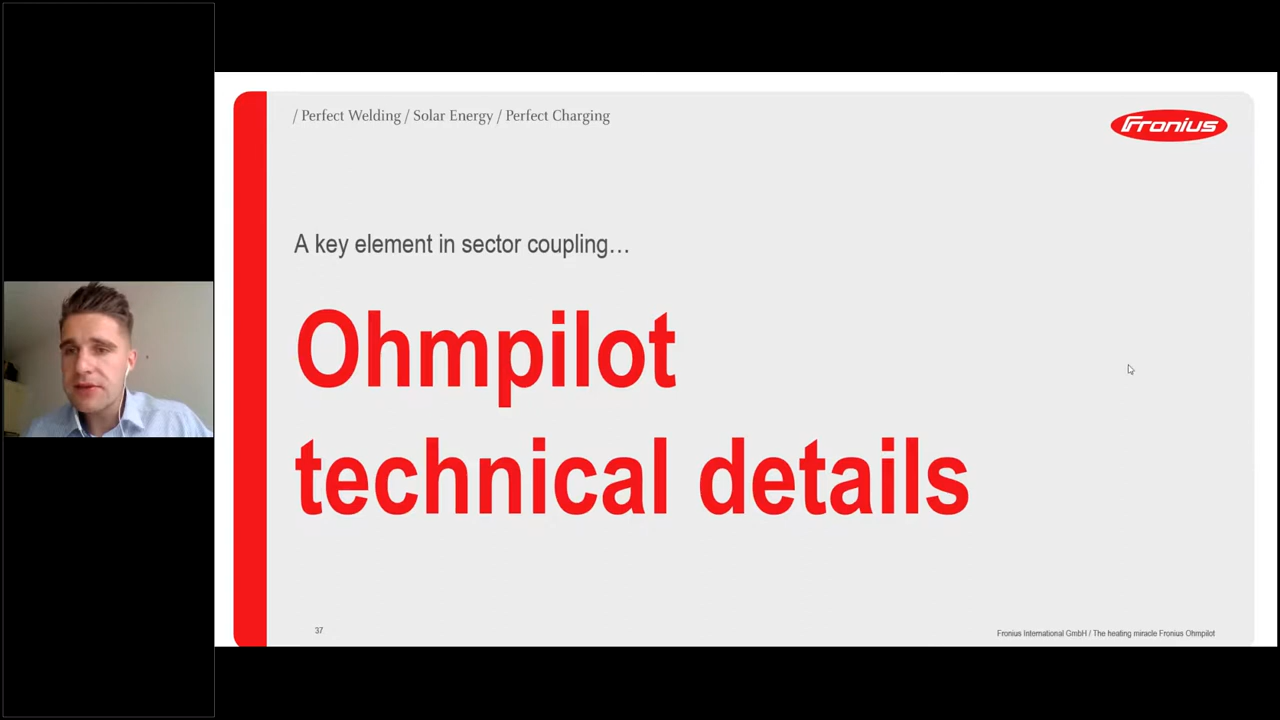 / Perfect Welding / Solar Energy / Perfect Charging
Fronius
A key element in sector coupling…
Ohmpilot
technical details
37
Fronius International GmbH / The heating miracle Fronius Ohmpilot